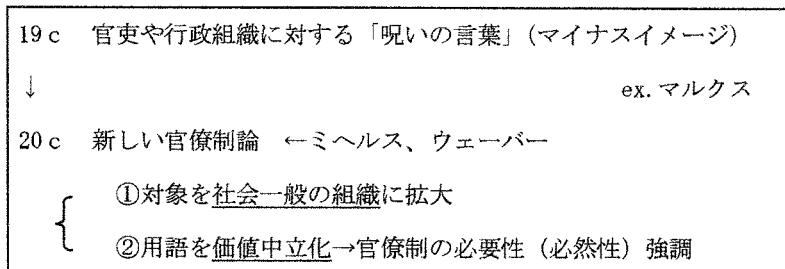 19c 官吏や行政組織に対する「呪いの言葉」(マイナスイメージ)
↓ ex.マルクス
20c 新しい官僚制論 ←ミヘルス、ウェーバー
①対象を社会一般の組織に拡大
②用語を価値中立化→官僚制の必要性(必然性)強調